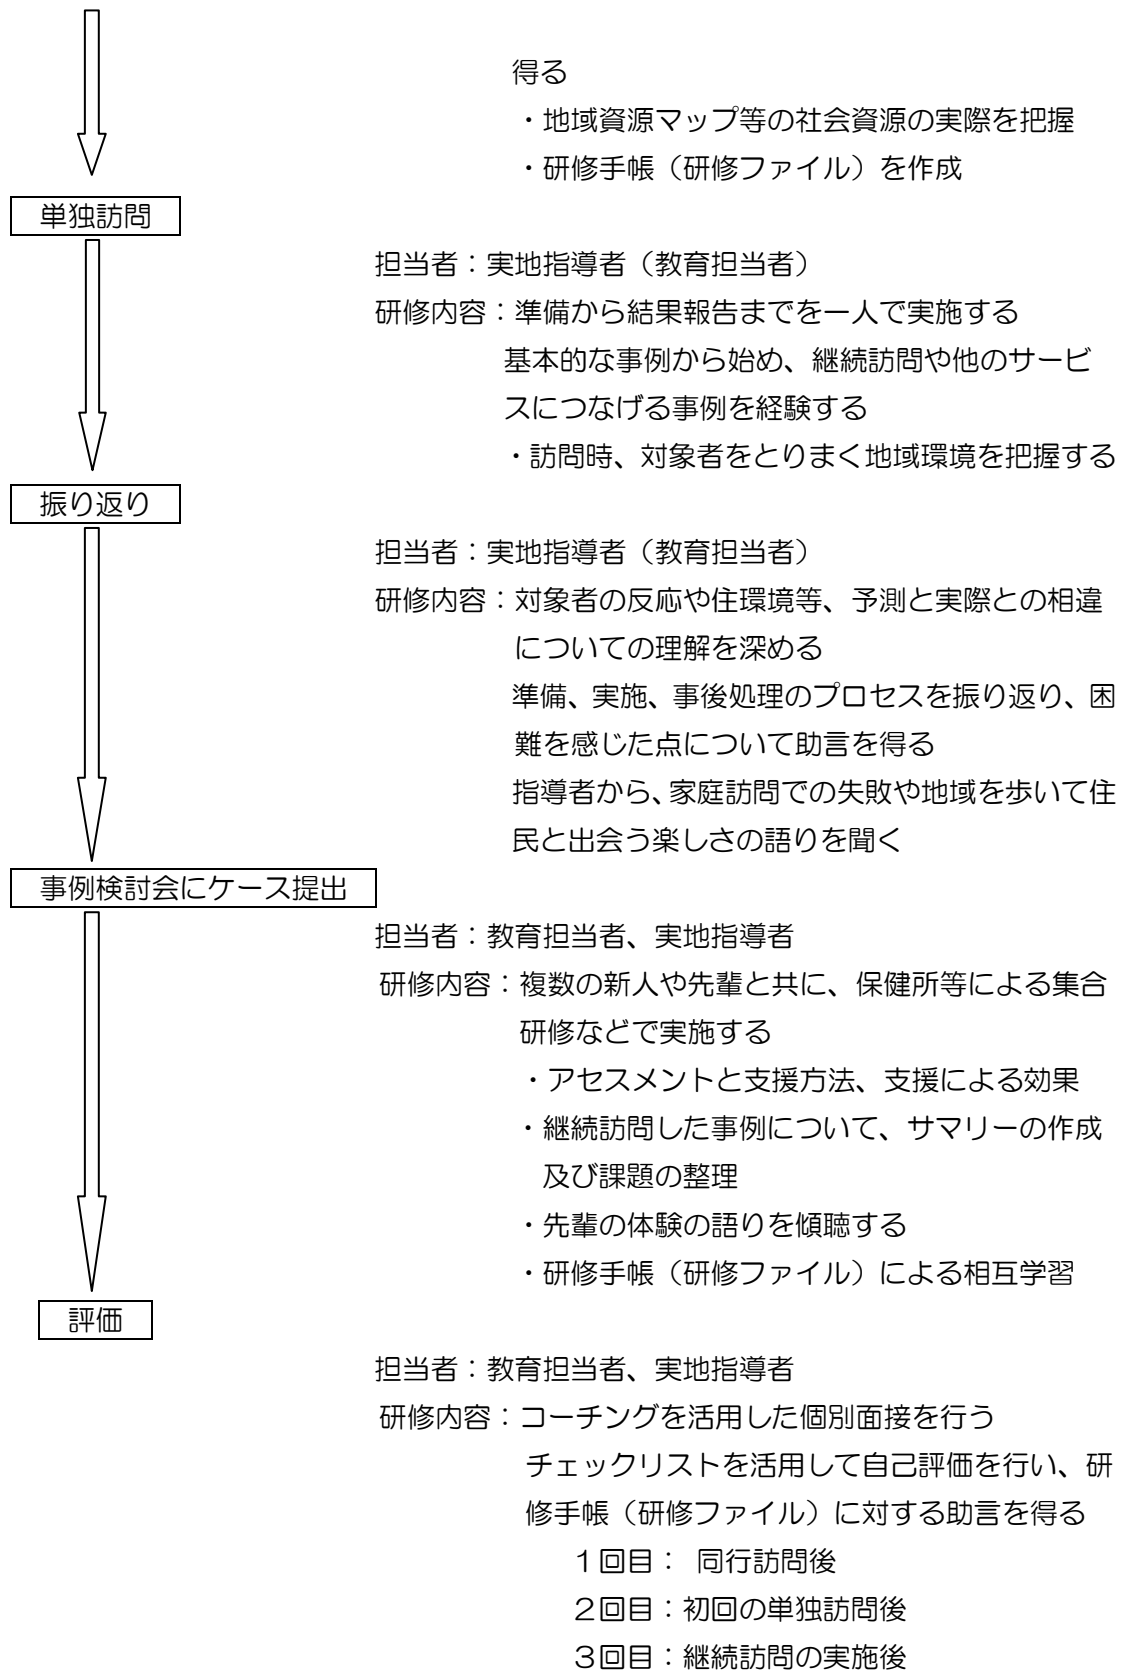 得る
・地域資源マップ等の社会資源の実際を把握
・研修手帳（研修ファイル）を作成
単独訪問
担当者：実地指導者（教育担当者）
研修内容：準備から結果報告までを一人で実施する
基本的な事例から始め、継続訪問や他のサービ
スにつなげる事例を経験する
・訪問時、対象者をとりまく地域環境を把握する
振り返り
担当者：実地指導者（教育担当者）
研修内容：対象者の反応や住環境等、予測と実際との相違
についての理解を深める
準備、実施、事後処理のプロセスを振り返り、困
難を感じた点について助言を得る
指導者から、家庭訪問での失敗や地域を歩いて住
民と出会う楽しさの語りを聞く
事例検討会にケース提出
担当者：教育担当者、実地指導者
研修内容：複数の新人や先輩と共に、保健所等による集合
研修などで実施する
・アセスメントと支援方法、支援による効果
・継続訪問した事例について、サマリーの作成
及び課題の整理
・先輩の体験の語りを傾聴する
・研修手帳（研修ファイル）による相互学習
評価
担当者：教育担当者、実地指導者
研修内容：コーチングを活用した個別面接を行う
チェックリストを活用して自己評価を行い、研
修手帳（研修ファイル）に対する助言を得る
１回目： 同行訪問後
２回目：初回の単独訪問後
３回目：継続訪問の実施後